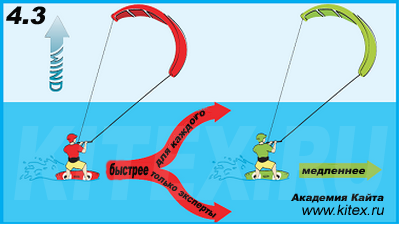 4.3
WIND
KITEX.RU
быстрее
для каждого
только эксперты
медленнее
Академия Кайта
www.kitex.ru